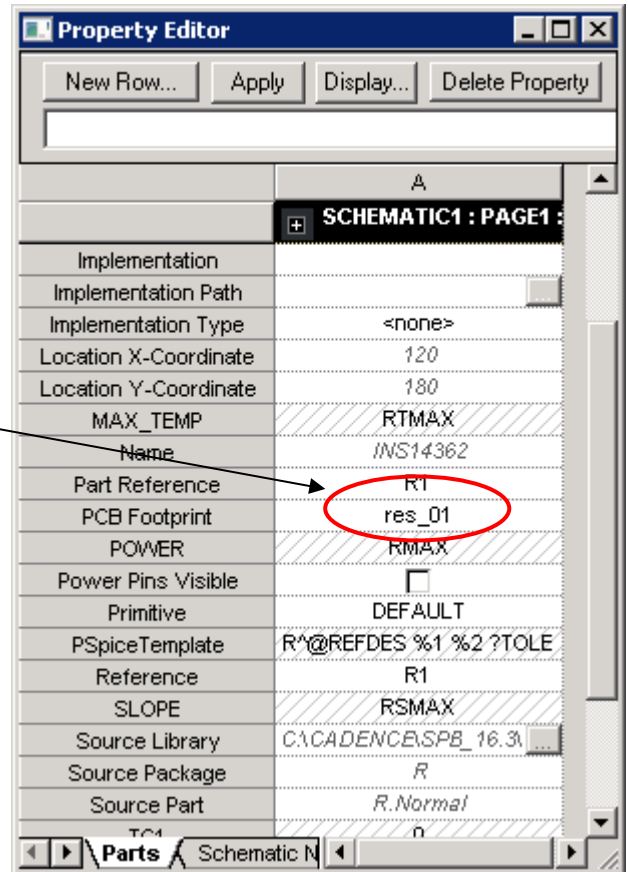 Property Editor
New Row... Apply Display... Delete Property
A
SCHEMATIC1 : PAGE1 :
Implementation
Implementation Path ...
Implementation Type <none>
Location X-Coordinate 120
Location Y-Coordinate 180
MAX_TEMP RTMAX
Name INS14362
Part Reference R1
PCB Footprint res_01
POWER RMAX
Power Pins Visible
Primitive DEFAULT
PSpiceTemplate R^@REFDES %1 %2 ?TOLE
Reference R1
SLOPE RSMAX
Source Library C:\CADENCE\SPB_16.3\ ...
Source Package R
Source Part R.Normal
TC1 0
Parts Schematic N